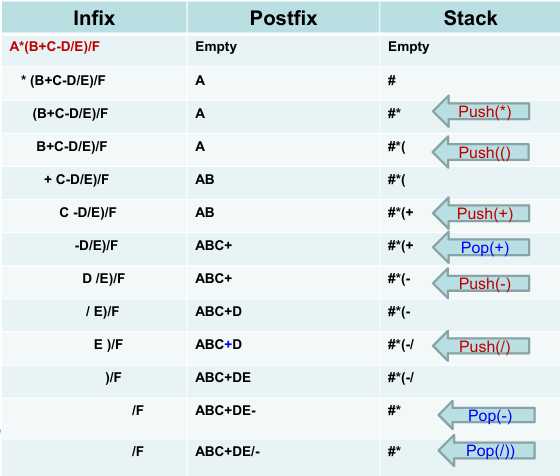 Infix Postfix Stack
A*(B+C-D/E)/F Empty Empty
* (B+C-D/E)/F A #
(B+C-D/E)/F A #* Push(*)
B+C-D/E)/F A #*( Push(()
+ C-D/E)/F AB #*(
C -D/E)/F AB #*(+ Push(+)
-D/E)/F ABC+ #*(+ Pop(+)
D /E)/F ABC+ #*(- Push(-)
/ E)/F ABC+D #*(-
E )/F ABC+D #*(-/ Push(/)
)/F ABC+DE #*(-/
/F ABC+DE- #* Pop(-)
/F ABC+DE/- #* Pop(/))